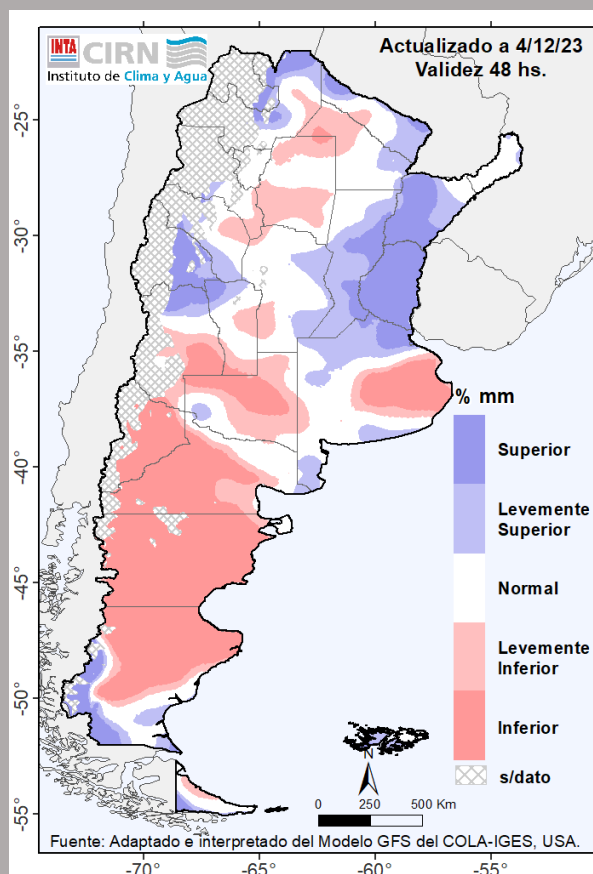 INTA CIRN
Instituto de Clima y Agua
Actualizado a 4/12/23
Validez 48 hs.
-25°
-30°
-35°
-40°
-45°
-50°
-55°
% mm
Superior
Levemente
Superior
Normal
Levemente
Inferior
Inferior
s/dato
N
0 250 500 Km
Fuente: Adaptado e interpretado del Modelo GFS del COLA-IGES, USA.
-70° -65° -60° -55°